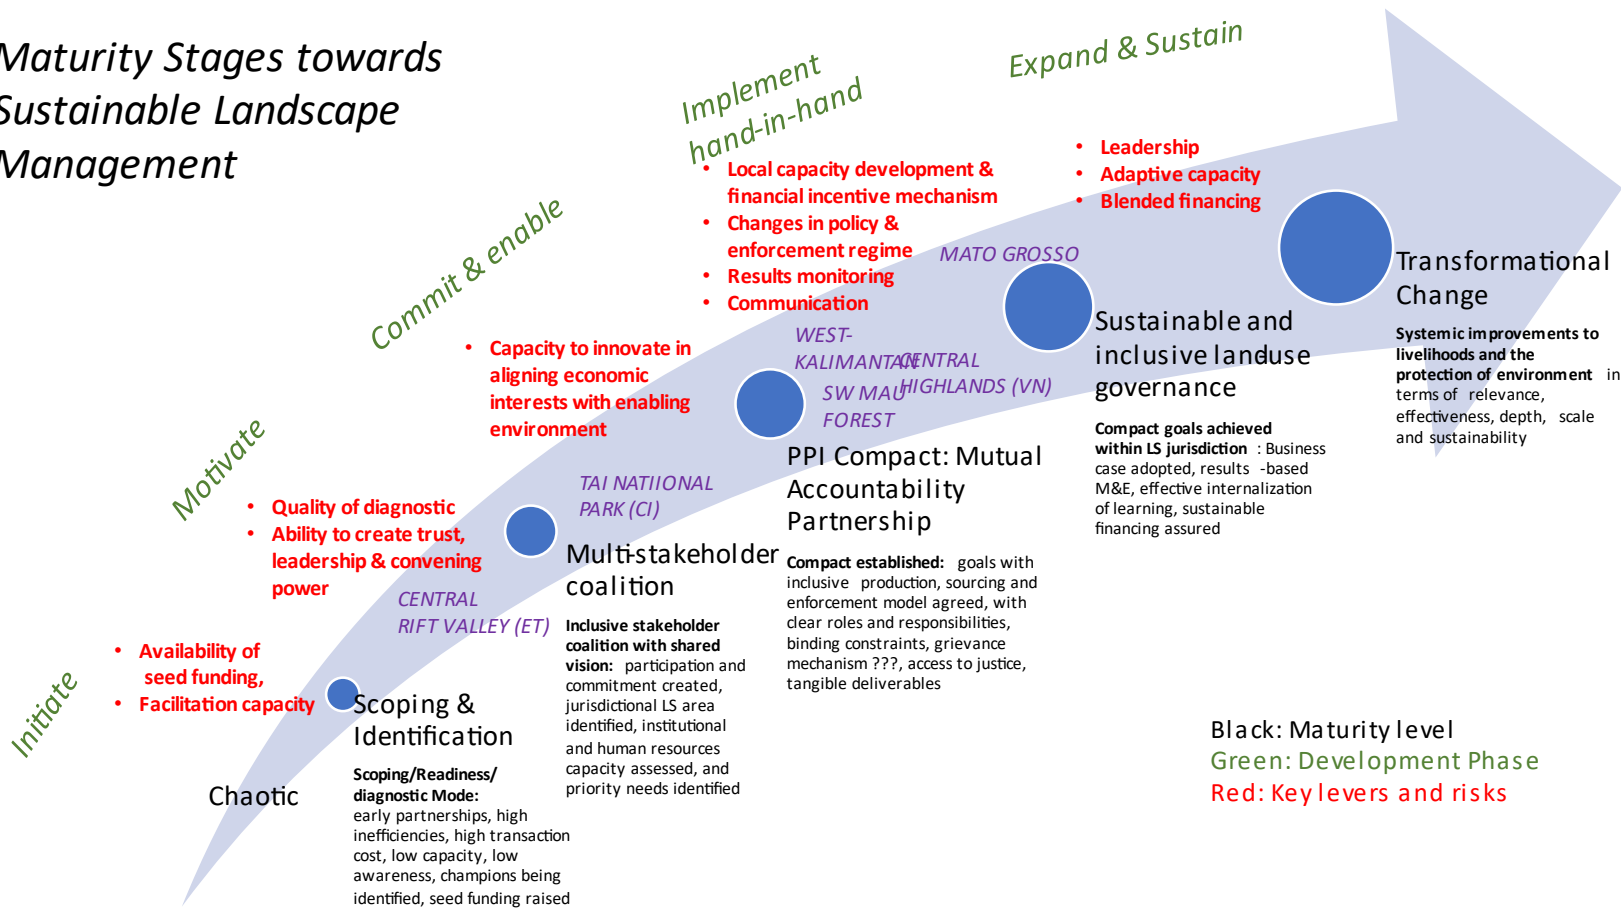 Maturity Stages towards
Sustainable Landscape
Management
Initiate
Motivate
Commit & enable
Implement
hand-in-hand
Expand & Sustain
• Availability of
seed funding,
• Facilitation capacity
• Quality of diagnostic
• Ability to create trust,
leadership & convening
power
• Capacity to innovate in
aligning economic
interests with enabling
environment
• Local capacity development &
financial incentive mechanism
• Changes in policy &
enforcement regime
• Results monitoring
• Communication
• Leadership
• Adaptive capacity
• Blended financing
CENTRAL
RIFT VALLEY (ET)
TAI NATIIONAL
PARK (CI)
WEST-
KALIMANTAN
SW MAU
FOREST
CENTRAL
HIGHLANDS (VN)
MATO GROSSO
Chaotic
Scoping &
Identification
Scoping/Readiness/
diagnostic Mode:
early partnerships, high
inefficiencies, high transaction
cost, low capacity, low
awareness, champions being
identified, seed funding raised
Multi-stakeholder
coalition
Inclusive stakeholder
coalition with shared
vision: participation and
commitment created,
jurisdictional LS area
identified, institutional
and human resources
capacity assessed, and
priority needs identified
PPI Compact: Mutual
Accountability
Partnership
Compact established: goals with
inclusive production, sourcing and
enforcement model agreed, with
clear roles and responsibilities,
binding constraints, grievance
mechanism ???, access to justice,
tangible deliverables
Sustainable and
inclusive landuse
governance
Compact goals achieved
within LS jurisdiction : Business
case adopted, results -based
M&E, effective internalization
of learning, sustainable
financing assured
Transformational
Change
Systemic improvements to
livelihoods and the
protection of environment in
terms of relevance,
effectiveness, depth, scale
and sustainability
Black: Maturity level
Green: Development Phase
Red: Key levers and risks